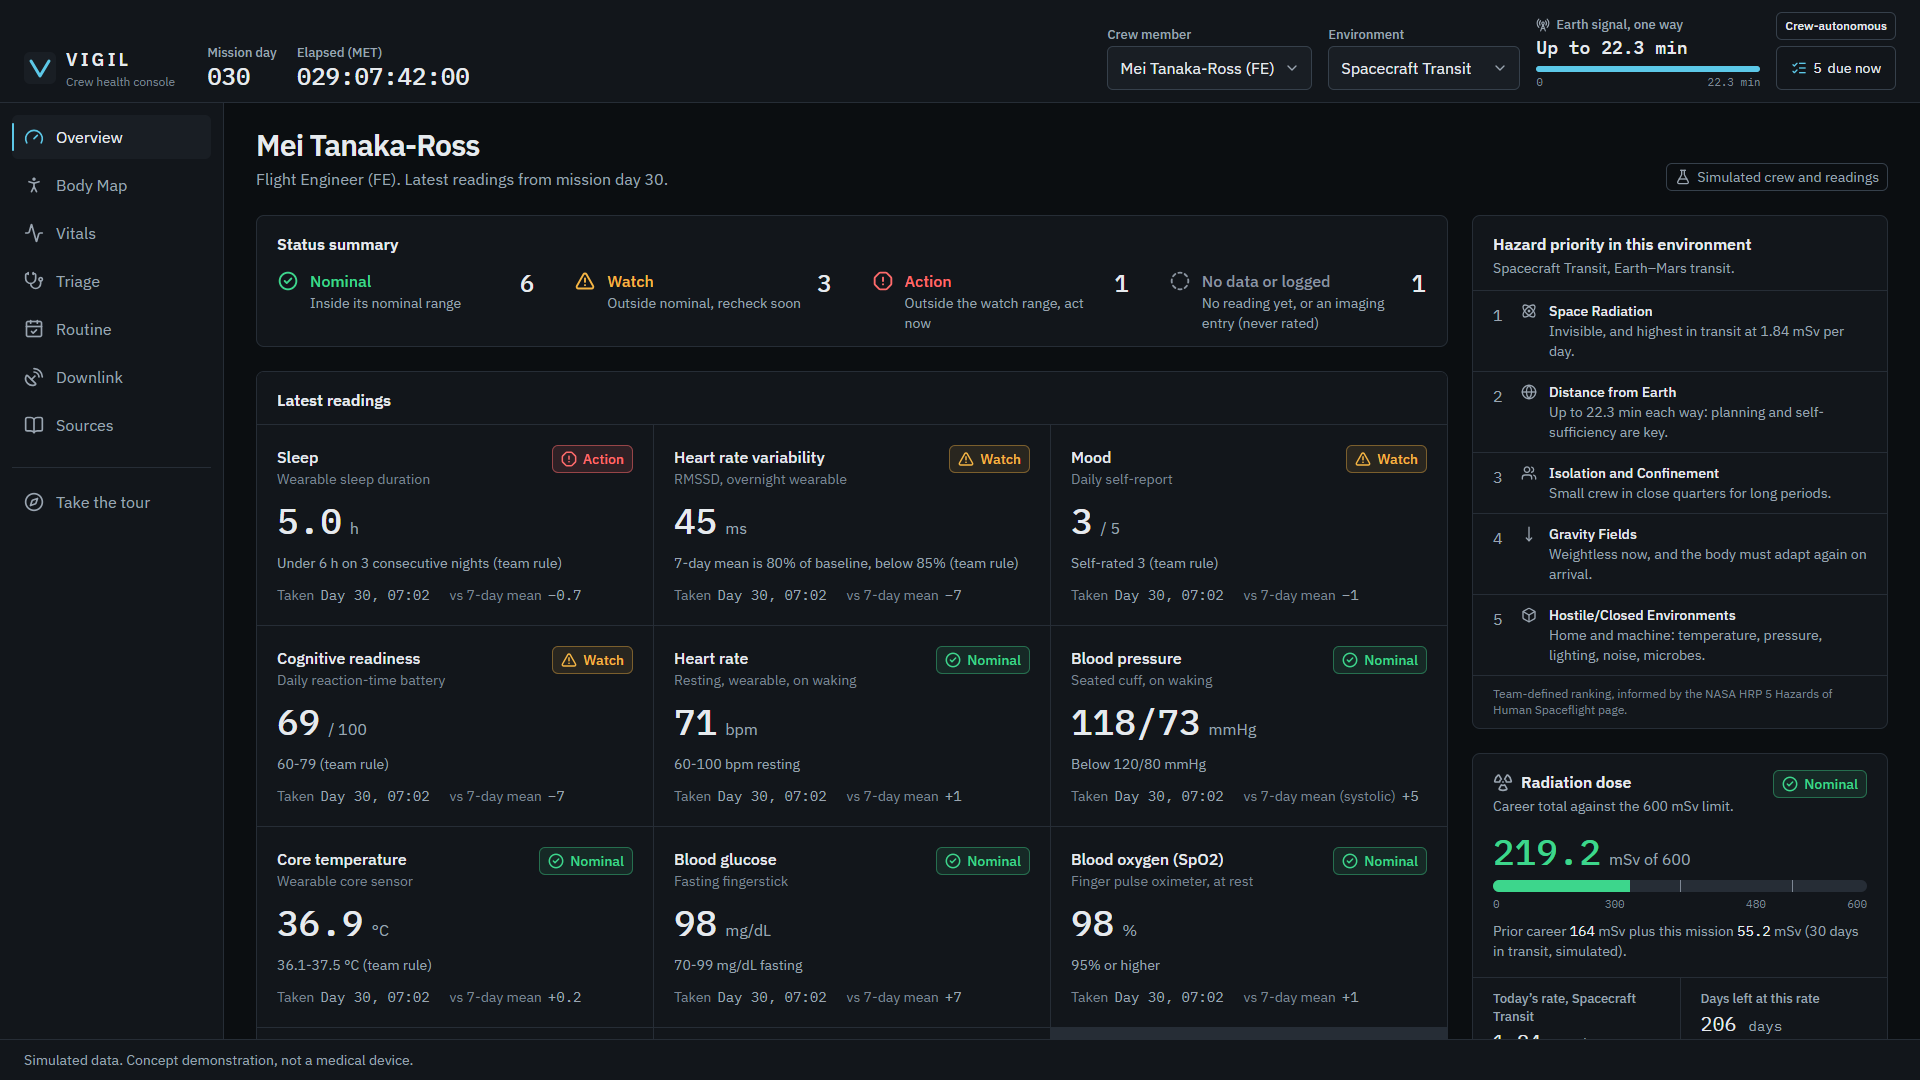 VIGIL
Crew health console
Mission day
030
Elapsed (MET)
029:07:42:00
Crew member
Mei Tanaka-Ross (FE)
Environment
Spacecraft Transit
Earth signal, one way
Up to 22.3 min
0
22.3 min
Crew-autonomous
5 due now
Overview
Body Map
Vitals
Triage
Routine
Downlink
Sources
Take the tour
Mei Tanaka-Ross
Flight Engineer (FE). Latest readings from mission day 30.
Simulated crew and readings
Status summary
Nominal
Inside its nominal range
6
Watch
Outside nominal, recheck soon
3
Action
Outside the watch range, act
now
1
No data or logged
No reading yet, or an imaging
entry (never rated)
1
Latest readings
Sleep
Wearable sleep duration
Action
5.0 h
Under 6 h on 3 consecutive nights (team rule)
Taken Day 30, 07:02 vs 7-day mean −0.7
Heart rate variability
RMSSD, overnight wearable
Watch
45 ms
7-day mean is 80% of baseline, below 85% (team rule)
Taken Day 30, 07:02 vs 7-day mean −7
Mood
Daily self-report
Watch
3 / 5
Self-rated 3 (team rule)
Taken Day 30, 07:02 vs 7-day mean −1
Cognitive readiness
Daily reaction-time battery
Watch
69 / 100
60-79 (team rule)
Taken Day 30, 07:02 vs 7-day mean −7
Heart rate
Resting, wearable, on waking
Nominal
71 bpm
60-100 bpm resting
Taken Day 30, 07:02 vs 7-day mean +1
Blood pressure
Seated cuff, on waking
Nominal
118/73 mmHg
Below 120/80 mmHg
Taken Day 30, 07:02 vs 7-day mean (systolic) +5
Core temperature
Wearable core sensor
Nominal
36.9 °C
36.1-37.5 °C (team rule)
Taken Day 30, 07:02 vs 7-day mean +0.2
Blood glucose
Fasting fingerstick
Nominal
98 mg/dL
70-99 mg/dL fasting
Taken Day 30, 07:02 vs 7-day mean +7
Blood oxygen (SpO2)
Finger pulse oximeter, at rest
Nominal
98 %
95% or higher
Taken Day 30, 07:02 vs 7-day mean +1
Hazard priority in this environment
Spacecraft Transit, Earth–Mars transit.
1
Space Radiation
Invisible, and highest in transit at 1.84 mSv per
day.
2
Distance from Earth
Up to 22.3 min each way: planning and self-
sufficiency are key.
3
Isolation and Confinement
Small crew in close quarters for long periods.
4
Gravity Fields
Weightless now, and the body must adapt again on
arrival.
5
Hostile/Closed Environments
Home and machine: temperature, pressure,
lighting, noise, microbes.
Team-defined ranking, informed by the NASA HRP 5 Hazards of
Human Spaceflight page.
Radiation dose
Nominal
Career total against the 600 mSv limit.
219.2 mSv of 600
0
300
480
600
Prior career 164 mSv plus this mission 55.2 mSv (30 days
in transit, simulated).
Today’s rate, Spacecraft
Transit
Days left at this rate
206 days
Simulated data. Concept demonstration, not a medical device.